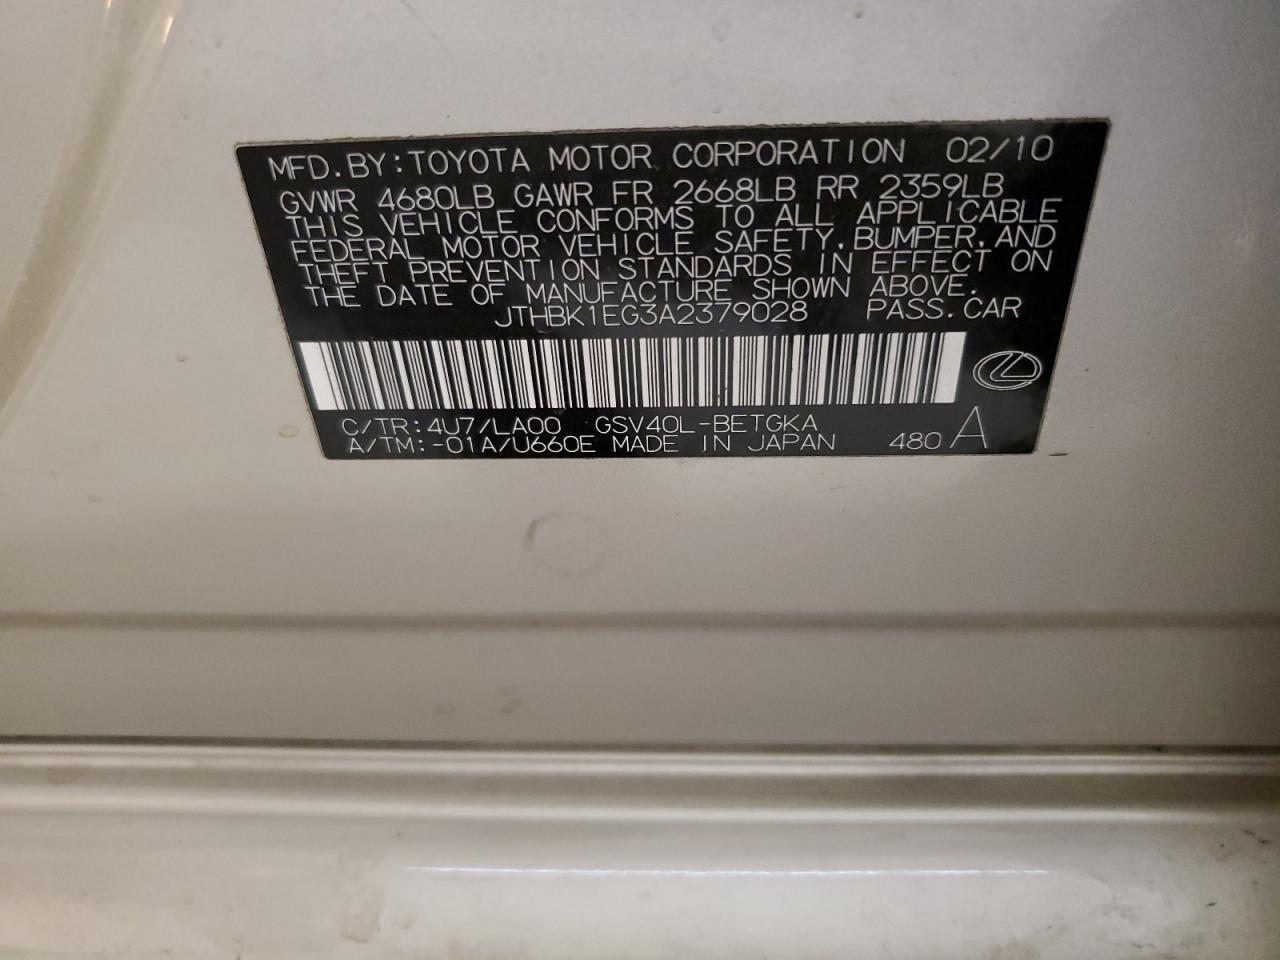 MFD.BY:TOYOTA MOTOR CORPORATION 02/10
GVWR 4680LB GAWR FR 2668LB RR 2359LB
THIS VEHICLE CONFORMS TO ALL APPLICABLE
FEDERAL MOTOR VEHICLE SAFETY,BUMPER,AND
THEFT PREVENTION STANDARDS IN EFFECT ON
THE DATE OF MANUFACTURE SHOWN ABOVE.
JTHBK1EG3A2379028 PASS.CAR
C/TR:4U7/LA00 GSV40L-BETGKA
A/TM:-01A/U660E MADE IN JAPAN 480 A